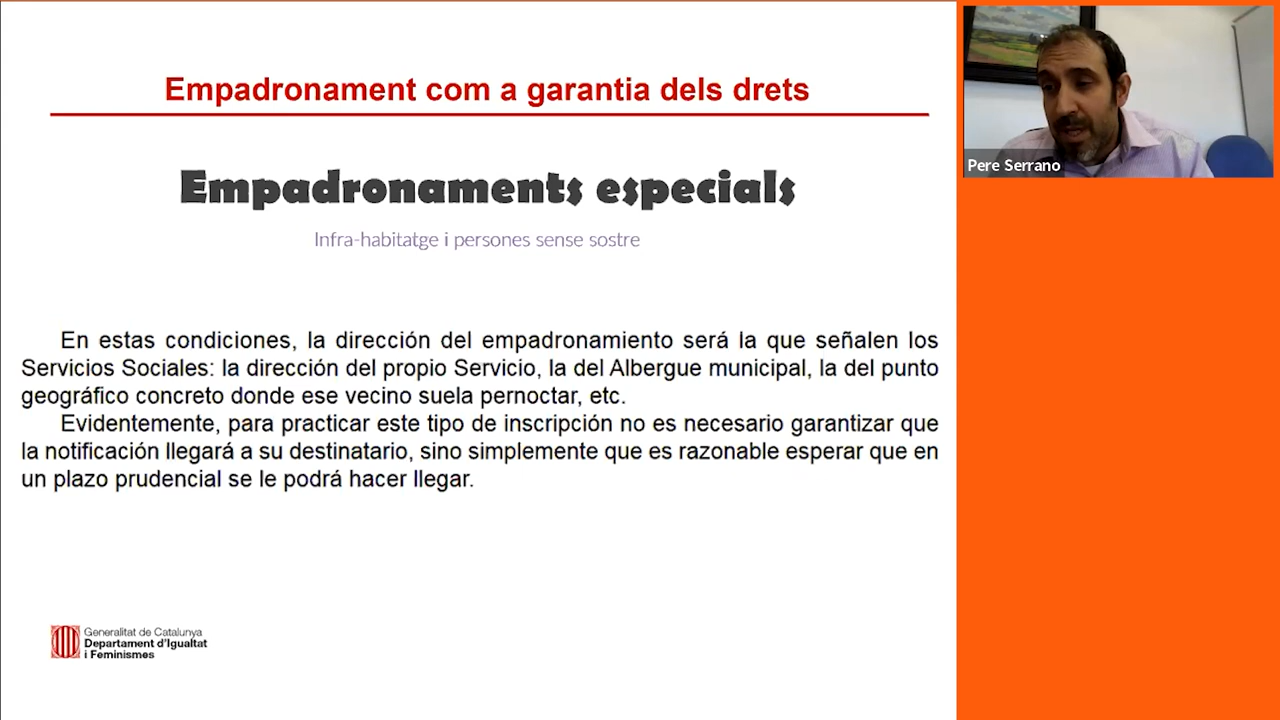 Empadronament com a garantia dels drets
Empadronaments especials
Infra-habitatge i persones sense sostre
En estas condiciones, la dirección del empadronamiento será la que señalen los
Servicios Sociales: la dirección del propio Servicio, la del Albergue municipal, la del punto
geográfico concreto donde ese vecino suela pernoctar, etc.
Evidentemente, para practicar este tipo de inscripción no es necesario garantizar que
la notificación llegará a su destinatario, sino simplemente que es razonable esperar que en
un plazo prudencial se le podrá hacer llegar.
Generalitat de Catalunya
Departament d'Igualtat
i Feminismes
Pere Serrano